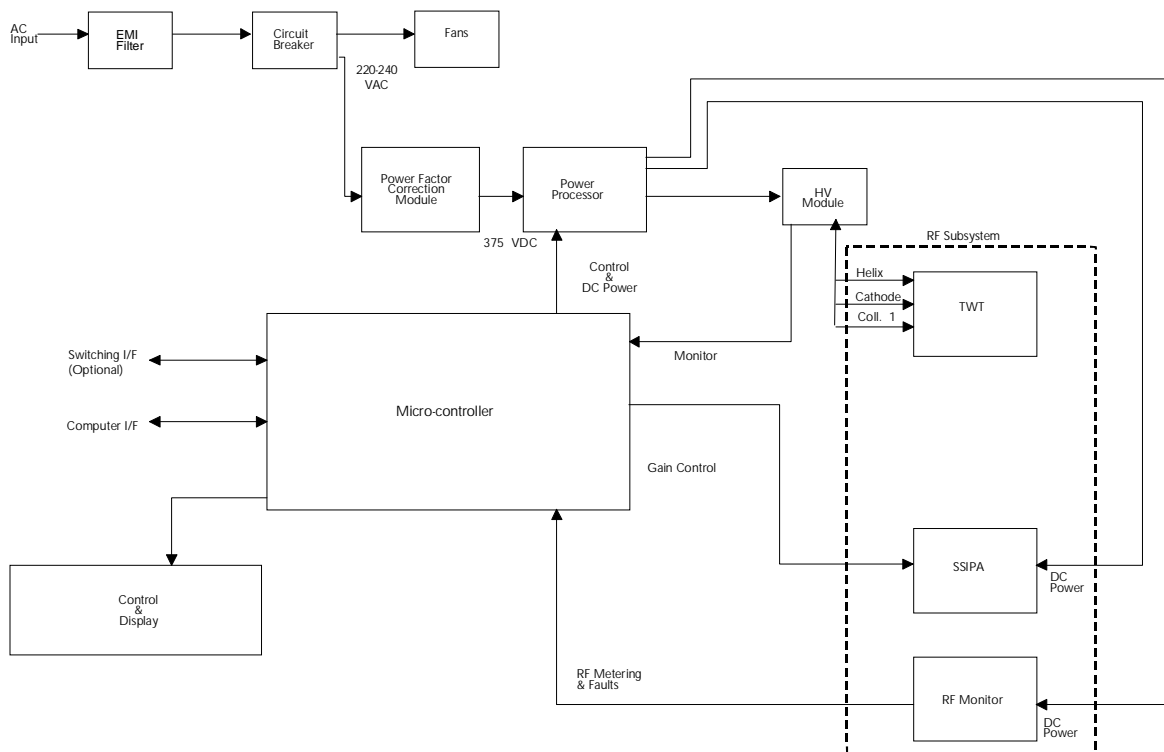 AC
Input
EMI
Filter
Circuit
Breaker
Fans
220-240
VAC
Power Factor
Correction
Module
Power
Processor
HV
Module
375 VDC
RF Subsystem
Control
&
DC Power
Helix
Cathode
Coll. 1
TWT
Switching I/F
(Optional)
Monitor
Computer I/F
Micro-controller
Gain Control
SSIPA
DC
Power
Control
&
Display
RF Metering
& Faults
RF Monitor
DC
Power